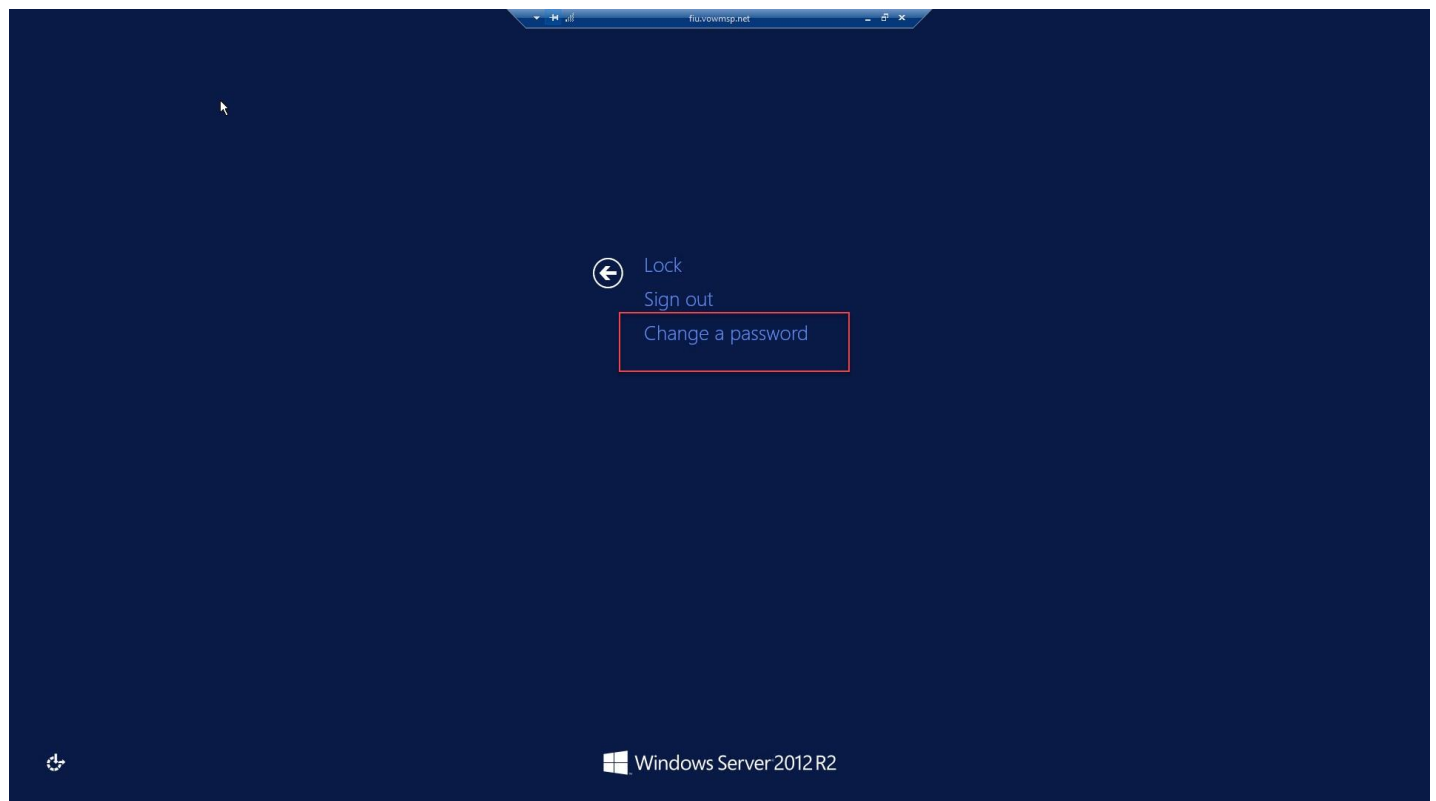 fiu.vowmsp.net
Lock
Sign out
Change a password
Windows Server 2012 R2